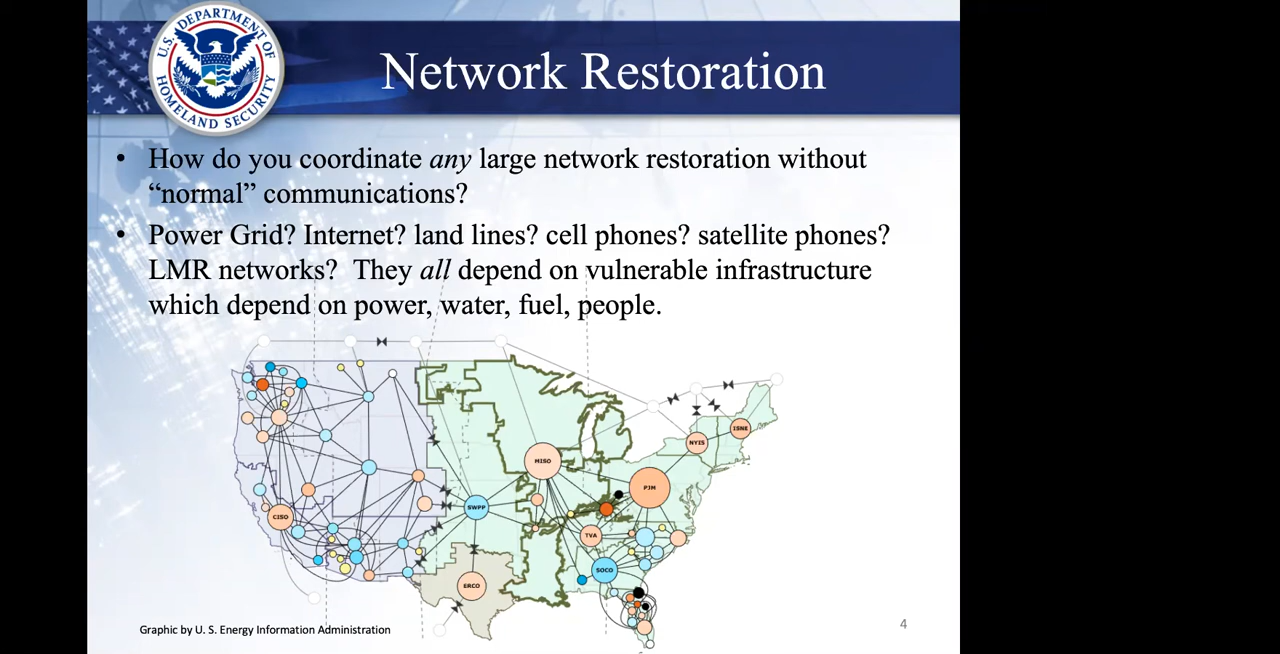 U.S. DEPARTMENT OF
HOMELAND SECURITY
Network Restoration
• How do you coordinate any large network restoration without
“normal” communications?
• Power Grid? Internet? land lines? cell phones? satellite phones?
LMR networks?  They all depend on vulnerable infrastructure
which depend on power, water, fuel, people.
ISNE
NYIS
MISO
PJM
SWPP
CISO
TVA
SOCO
ERCO
Graphic by U. S. Energy Information Administration
4